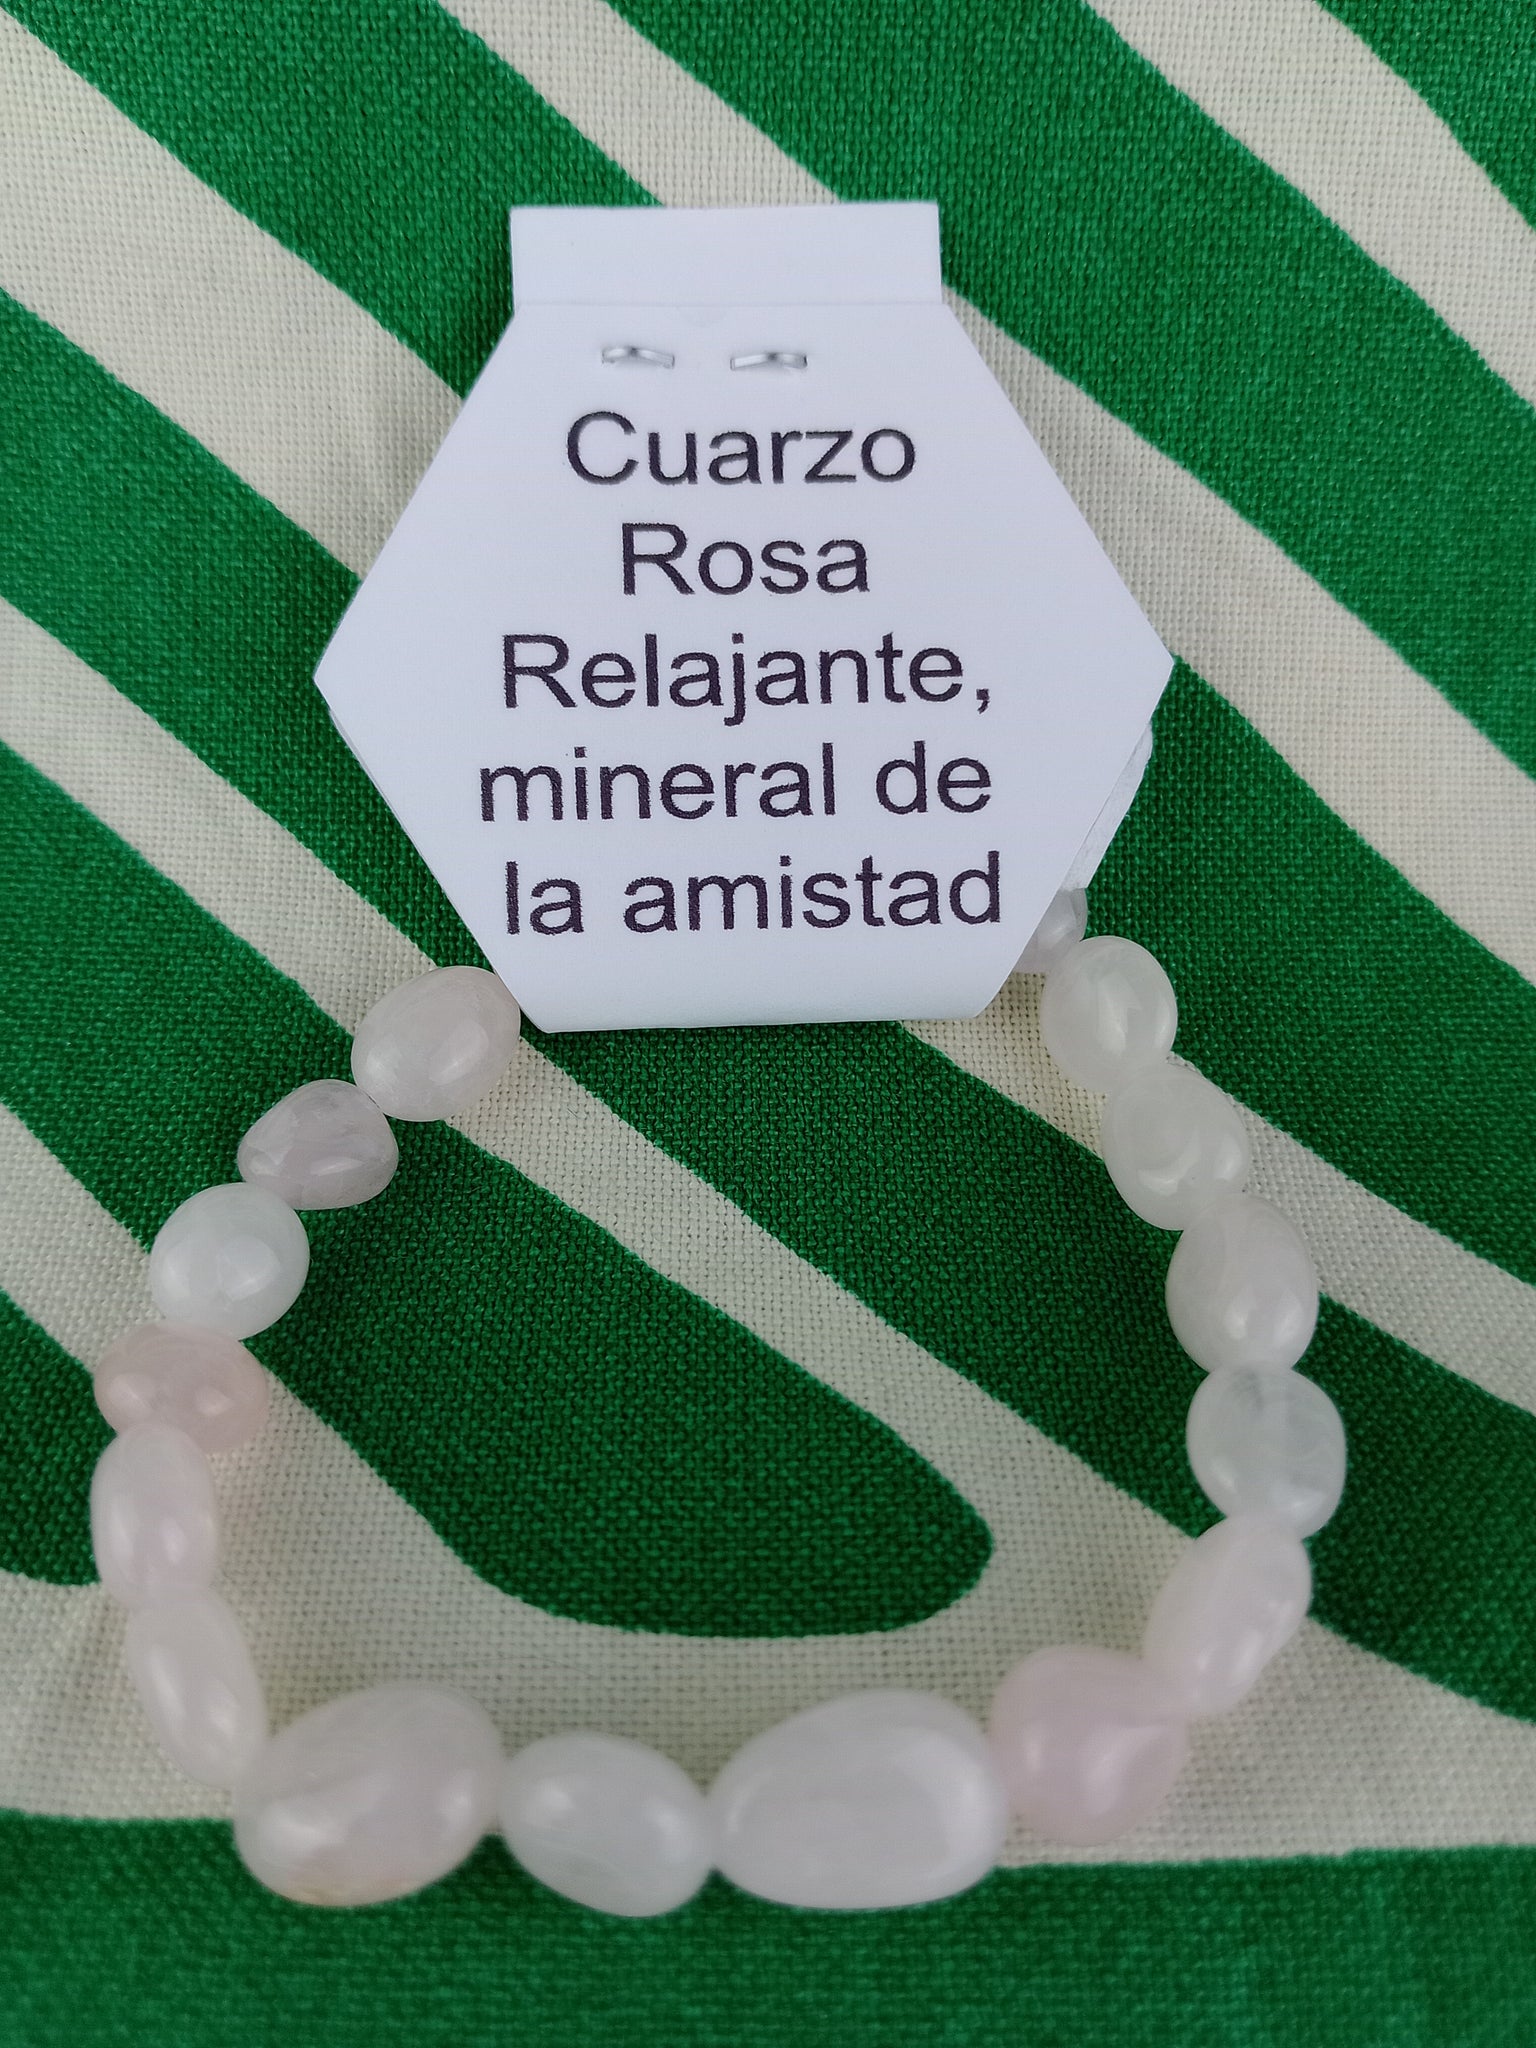 Cuarzo
Rosa
Relajante,
mineral de
la amistad